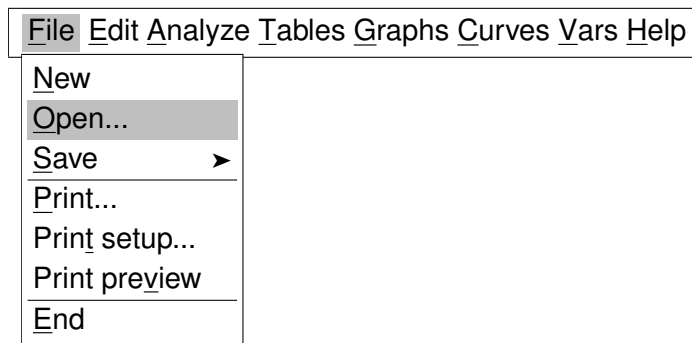 File Edit Analyze Tables Graphs Curves Vars Help
New
Open...
Save ➤
Print...
Print setup...
Print preview
End